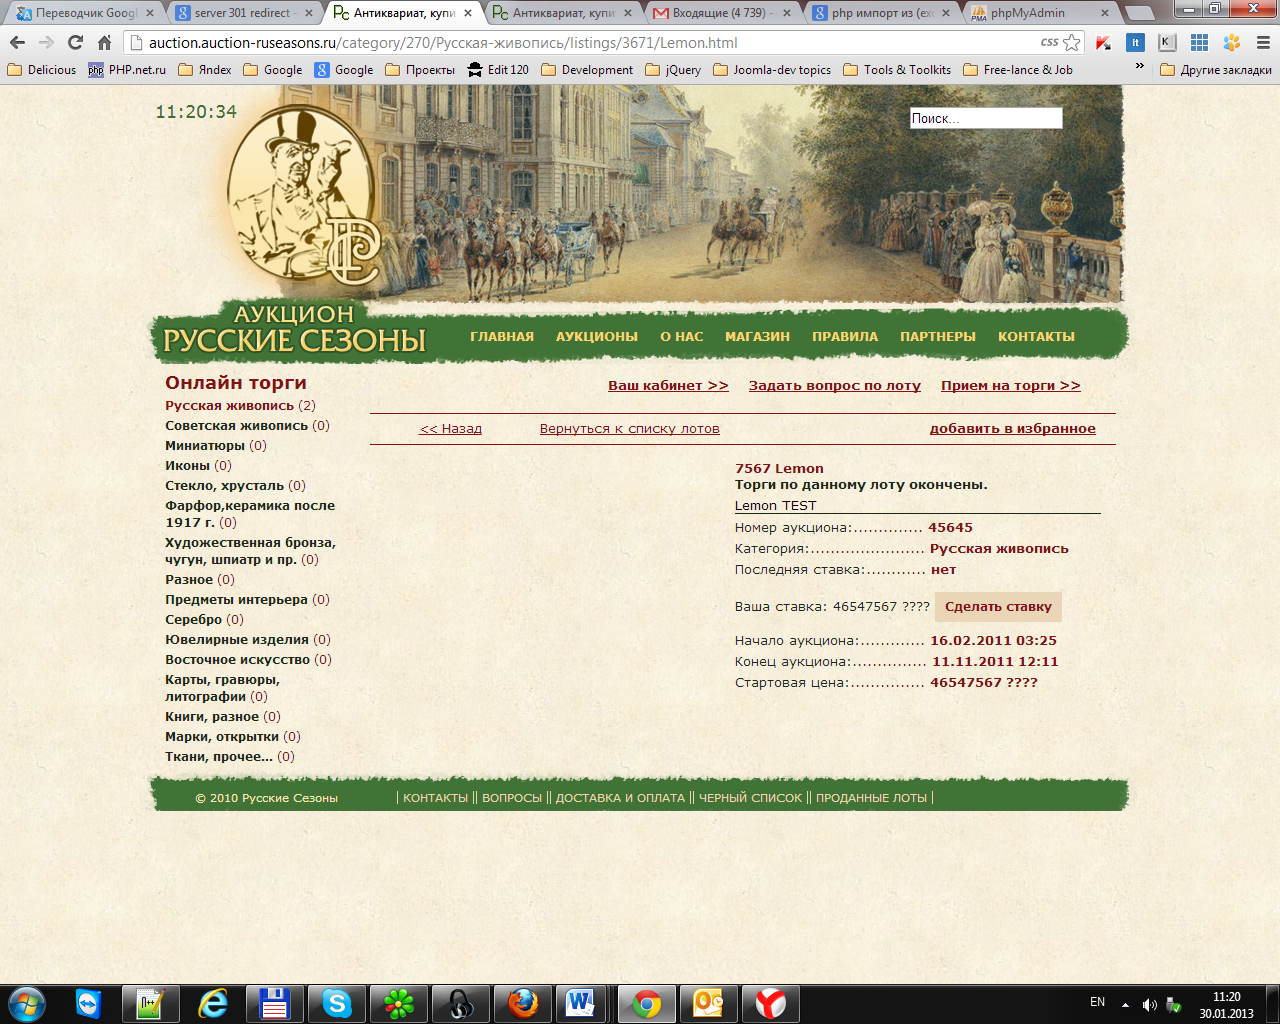 Переводчик Googl
server 301 redirect -
Антиквариат, купи
Антиквариат, купи
Входящие (4 739) -
php импорт из (exc
phpMyAdmin
auction.auction-ruseasons.ru/category/270/Русская-живопись/listings/3671/Lemon.html
css
Delicious
PHP.net.ru
Яndex
Google
Google
Проекты
Edit 120
Development
jQuery
Joomla-dev topics
Tools & Toolkits
Free-lance & Job
»
Другие закладки
11:20:34
Поиск...
РС
АУКЦИОН
РУССКИЕ СЕЗОНЫ
ГЛАВНАЯ АУКЦИОНЫ О НАС МАГАЗИН ПРАВИЛА ПАРТНЕРЫ КОНТАКТЫ
Онлайн торги
Русская живопись (2)
Советская живопись (0)
Миниатюры (0)
Иконы (0)
Стекло, хрусталь (0)
Фарфор,керамика после
1917 г. (0)
Художественная бронза,
чугун, шпиатр и пр. (0)
Разное (0)
Предметы интерьера (0)
Серебро (0)
Ювелирные изделия (0)
Восточное искусство (0)
Карты, гравюры,
литографии (0)
Книги, разное (0)
Марки, открытки (0)
Ткани, прочее... (0)
Ваш кабинет >> Задать вопрос по лоту Прием на торги >>
<< Назад Вернуться к списку лотов добавить в избранное
7567 Lemon
Торги по данному лоту окончены.
Lemon TEST
Номер аукциона:.............. 45645
Категория:....................... Русская живопись
Последняя ставка:............ нет
Ваша ставка: 46547567 ???? Сделать ставку
Начало аукциона:............. 16.02.2011 03:25
Конец аукциона:............... 11.11.2011 12:11
Стартовая цена:............... 46547567 ????
© 2010 Русские Сезоны
| КОНТАКТЫ || ВОПРОСЫ || ДОСТАВКА И ОПЛАТА || ЧЕРНЫЙ СПИСОК || ПРОДАННЫЕ ЛОТЫ |
EN
11:20
30.01.2013